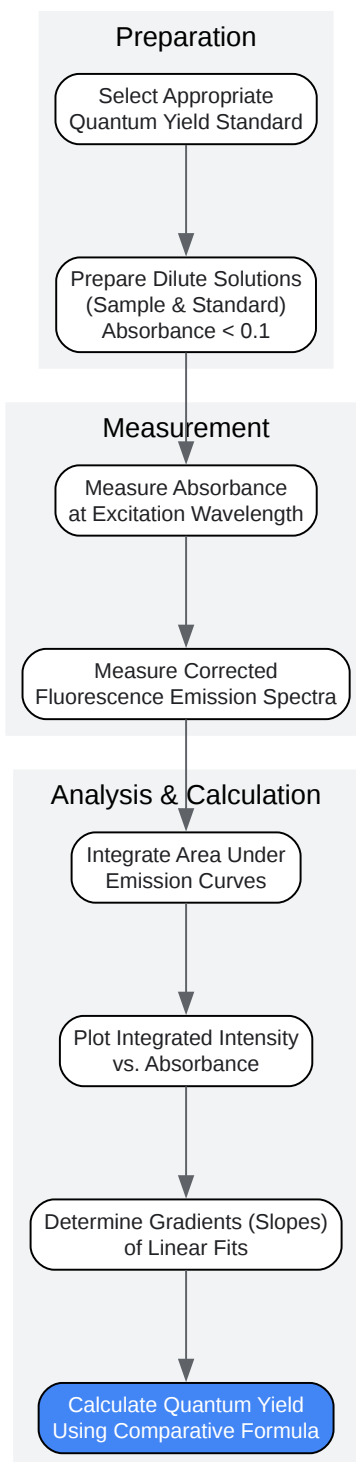 Preparation
Select Appropriate
Quantum Yield Standard
Prepare Dilute Solutions
(Sample & Standard)
Absorbance < 0.1
Measurement
Measure Absorbance
at Excitation Wavelength
Measure Corrected
Fluorescence Emission Spectra
Analysis & Calculation
Integrate Area Under
Emission Curves
Plot Integrated Intensity
vs. Absorbance
Determine Gradients (Slopes)
of Linear Fits
Calculate Quantum Yield
Using Comparative Formula